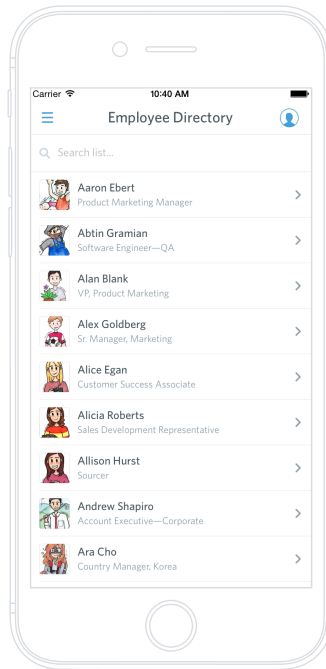 Carrier 10:40 AM
Employee Directory
Search list...
Aaron Ebert
Product Marketing Manager
Abtin Gramian
Software Engineer—QA
Alan Blank
VP, Product Marketing
Alex Goldberg
Sr. Manager, Marketing
Alice Egan
Customer Success Associate
Alicia Roberts
Sales Development Representative
Allison Hurst
Sourcer
Andrew Shapiro
Account Executive—Corporate
Ara Cho
Country Manager, Korea